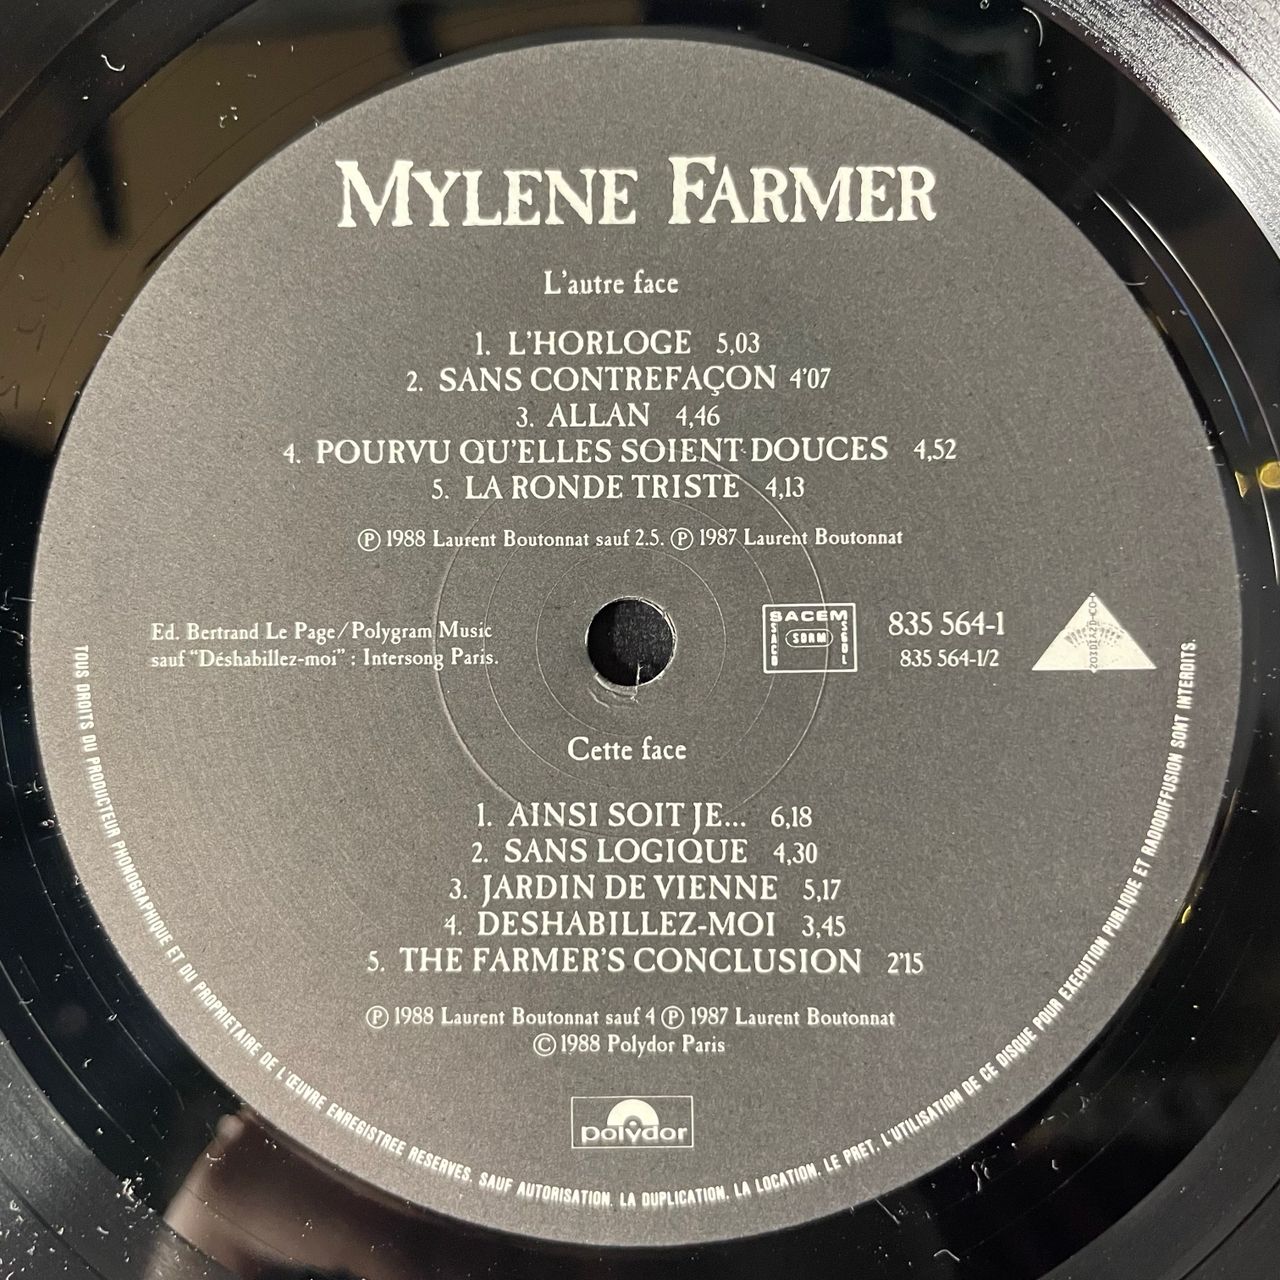 MYLENE FARMER
L'autre face
1. L'HORLOGE 5,03
2. SANS CONTREFAÇON 4'07
3. ALLAN 4,46
4. POURVU QU'ELLES SOIENT DOUCES 4,52
5. LA RONDE TRISTE 4,13
Ⓟ 1988 Laurent Boutonnat sauf 2.5. Ⓟ 1987 Laurent Boutonnat
Ed. Bertrand Le Page/Polygram Music
sauf "Déshabillez-moi" : Intersong Paris.
SACEM
SACD
SDRM
SGDL
835 564-1
835 564-1/2
Cette face
1. AINSI SOIT JE... 6,18
2. SANS LOGIQUE 4,30
3. JARDIN DE VIENNE 5,17
4. DESHABILLEZ-MOI 3,45
5. THE FARMER'S CONCLUSION 2'15
Ⓟ 1988 Laurent Boutonnat sauf 4 Ⓟ 1987 Laurent Boutonnat
© 1988 Polydor Paris
polydor
TOUS DROITS DU PRODUCTEUR PHONOGRAPHIQUE ET DU PROPRIETAIRE DE L'ŒUVRE ENREGISTREE RESERVES. SAUF AUTORISATION, LA DUPLICATION, LA LOCATION, LE PRET, L'UTILISATION DE CE DISQUE POUR EXECUTION PUBLIQUE ET RADIODIFFUSION SONT INTERDITS.